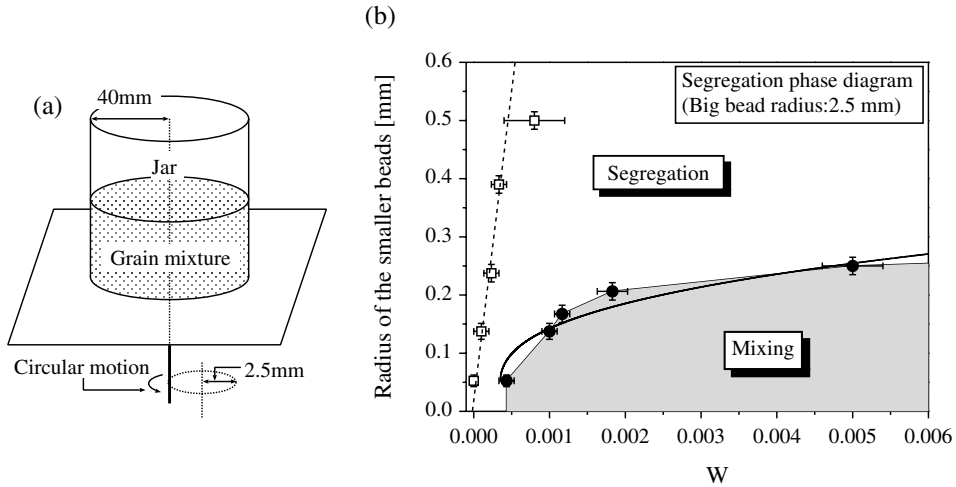 (a)
40mm
Jar
Grain mixture
Circular motion
2.5mm
(b)
Radius of the smaller beads [mm]
0.6
0.5
0.4
0.3
0.2
0.1
0.0
Segregation phase diagram
(Big bead radius:2.5 mm)
Segregation
Mixing
0.000 0.001 0.002 0.003 0.004 0.005 0.006
W